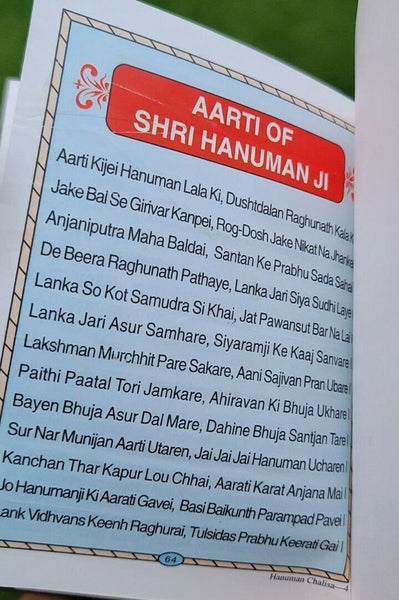 AARTI OF
SHRI HANUMAN JI
Aarti Kijei Hanuman Lala Ki, Dushtdalan Raghunath Kala K
Jake Bal Se Girivar Kanpei, Rog-Dosh Jake Nikat Na Jhanke
Anjaniputra Maha Baldai, Santan Ke Prabhu Sada Sahai
De Beera Raghunath Pathaye, Lanka Jari Siya Sudhi Laye
Lanka So Kot Samudra Si Khai, Jat Pawansut Bar Na Lai
Lanka Jari Asur Samhare, Siyaramji Ke Kaaj Sanvare
Lakshman Murchhit Pare Sakare, Aani Sajivan Pran Ubare
Paithi Paatal Tori Jamkare, Ahiravan Ki Bhuja Ukhare I
Bayen Bhuja Asur Dal Mare, Dahine Bhuja Santjan Tare I
Sur Nar Munijan Aarti Utaren, Jai Jai Jai Hanuman Ucharen I
Kanchan Thar Kapur Lou Chhai, Aarati Karat Anjana Mai I
Jo Hanumanji Ki Aarati Gavei, Basi Baikunth Parampad Pavei I
Lank Vidhvans Keenh Raghurai, Tulsidas Prabhu Keerati Gai I
64
Hanuman Chalisa—4